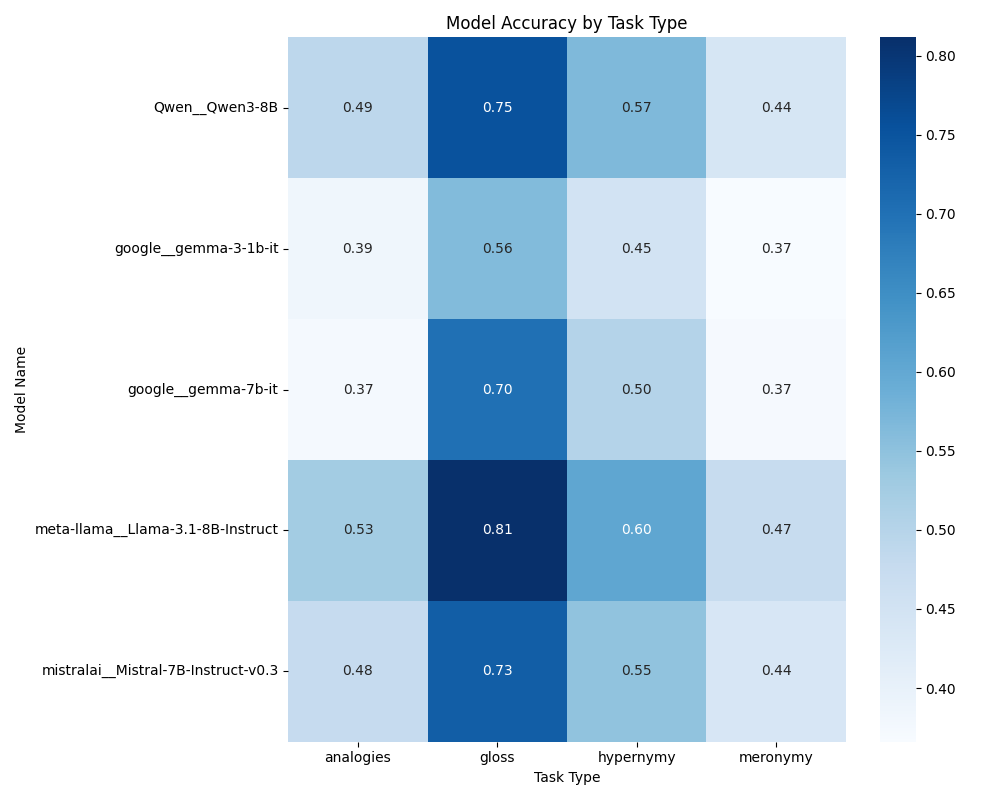 Model Accuracy by Task Type
Model Name
Qwen__Qwen3-8B 0.49 0.75 0.57 0.44
google__gemma-3-1b-it 0.39 0.56 0.45 0.37
google__gemma-7b-it 0.37 0.70 0.50 0.37
meta-llama__Llama-3.1-8B-Instruct 0.53 0.81 0.60 0.47
mistralai__Mistral-7B-Instruct-v0.3 0.48 0.73 0.55 0.44
analogies gloss hypernymy meronymy
Task Type
0.80
0.75
0.70
0.65
0.60
0.55
0.50
0.45
0.40